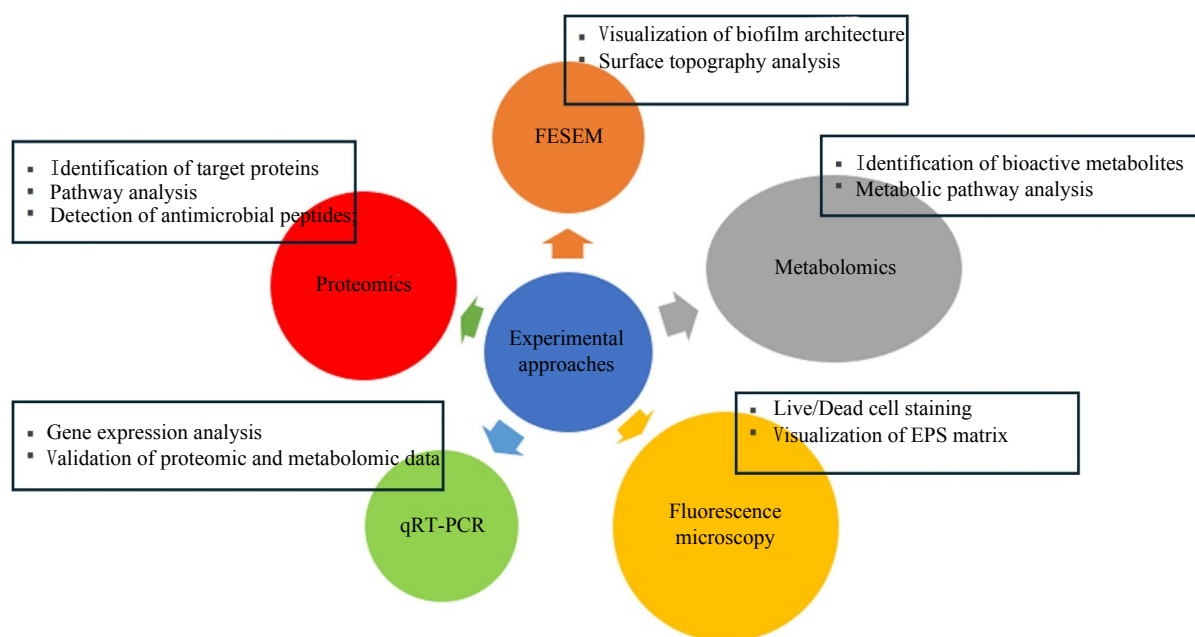 ▪ Visualization of biofilm architecture
▪ Surface topography analysis
FESEM
▪ Identification of target proteins
▪ Pathway analysis
▪ Detection of antimicrobial peptides;
Proteomics
▪ Identification of bioactive metabolites
▪ Metabolic pathway analysis
Metabolomics
Experimental
approaches
▪ Gene expression analysis
▪ Validation of proteomic and metabolomic data
qRT-PCR
▪ Live/Dead cell staining
▪ Visualization of EPS matrix
Fluorescence
microscopy